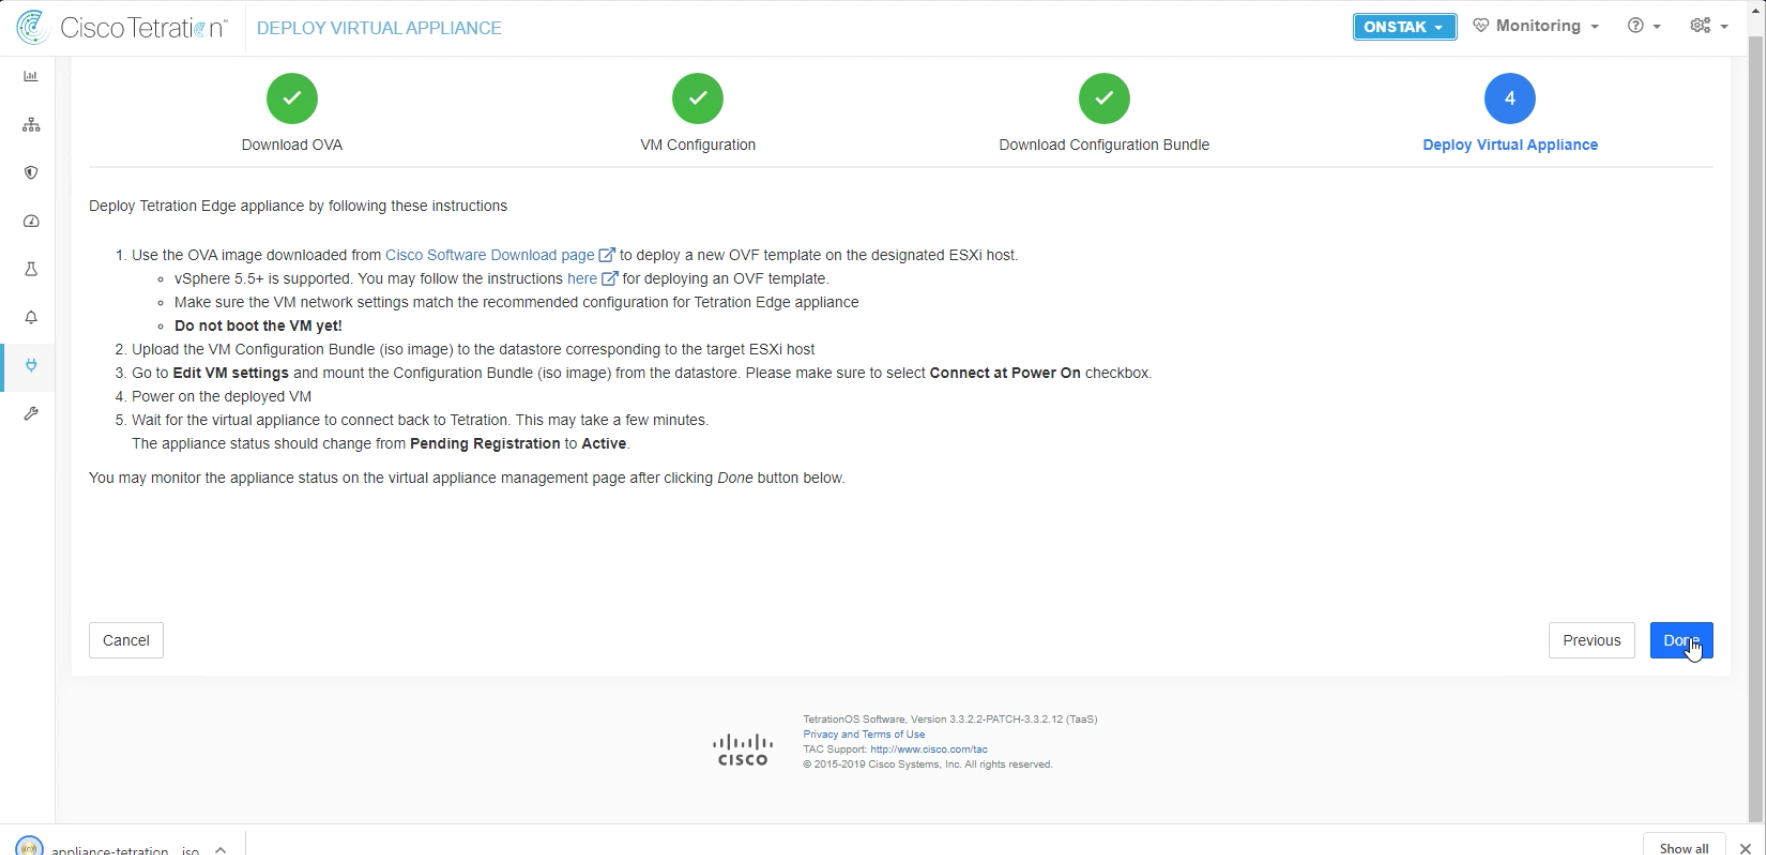 Cisco Tetration™
DEPLOY VIRTUAL APPLIANCE
ONSTAK
Monitoring
4
Download OVA
VM Configuration
Download Configuration Bundle
Deploy Virtual Appliance
Deploy Tetration Edge appliance by following these instructions
1. Use the OVA image downloaded from Cisco Software Download page to deploy a new OVF template on the designated ESXi host.
vSphere 5.5+ is supported. You may follow the instructions here for deploying an OVF template.
Make sure the VM network settings match the recommended configuration for Tetration Edge appliance
Do not boot the VM yet!
2. Upload the VM Configuration Bundle (iso image) to the datastore corresponding to the target ESXi host
3. Go to Edit VM settings and mount the Configuration Bundle (iso image) from the datastore. Please make sure to select Connect at Power On checkbox.
4. Power on the deployed VM
5. Wait for the virtual appliance to connect back to Tetration. This may take a few minutes.
The appliance status should change from Pending Registration to Active.
You may monitor the appliance status on the virtual appliance management page after clicking Done button below.
Cancel
Previous
Done
CISCO
TetrationOS Software, Version 3.3.2.2-PATCH-3.3.2.12 (TaaS)
Privacy and Terms of Use
TAC Support: http://www.cisco.com/tac
© 2015-2019 Cisco Systems, Inc. All rights reserved.
appliance-tetration....iso
Show all